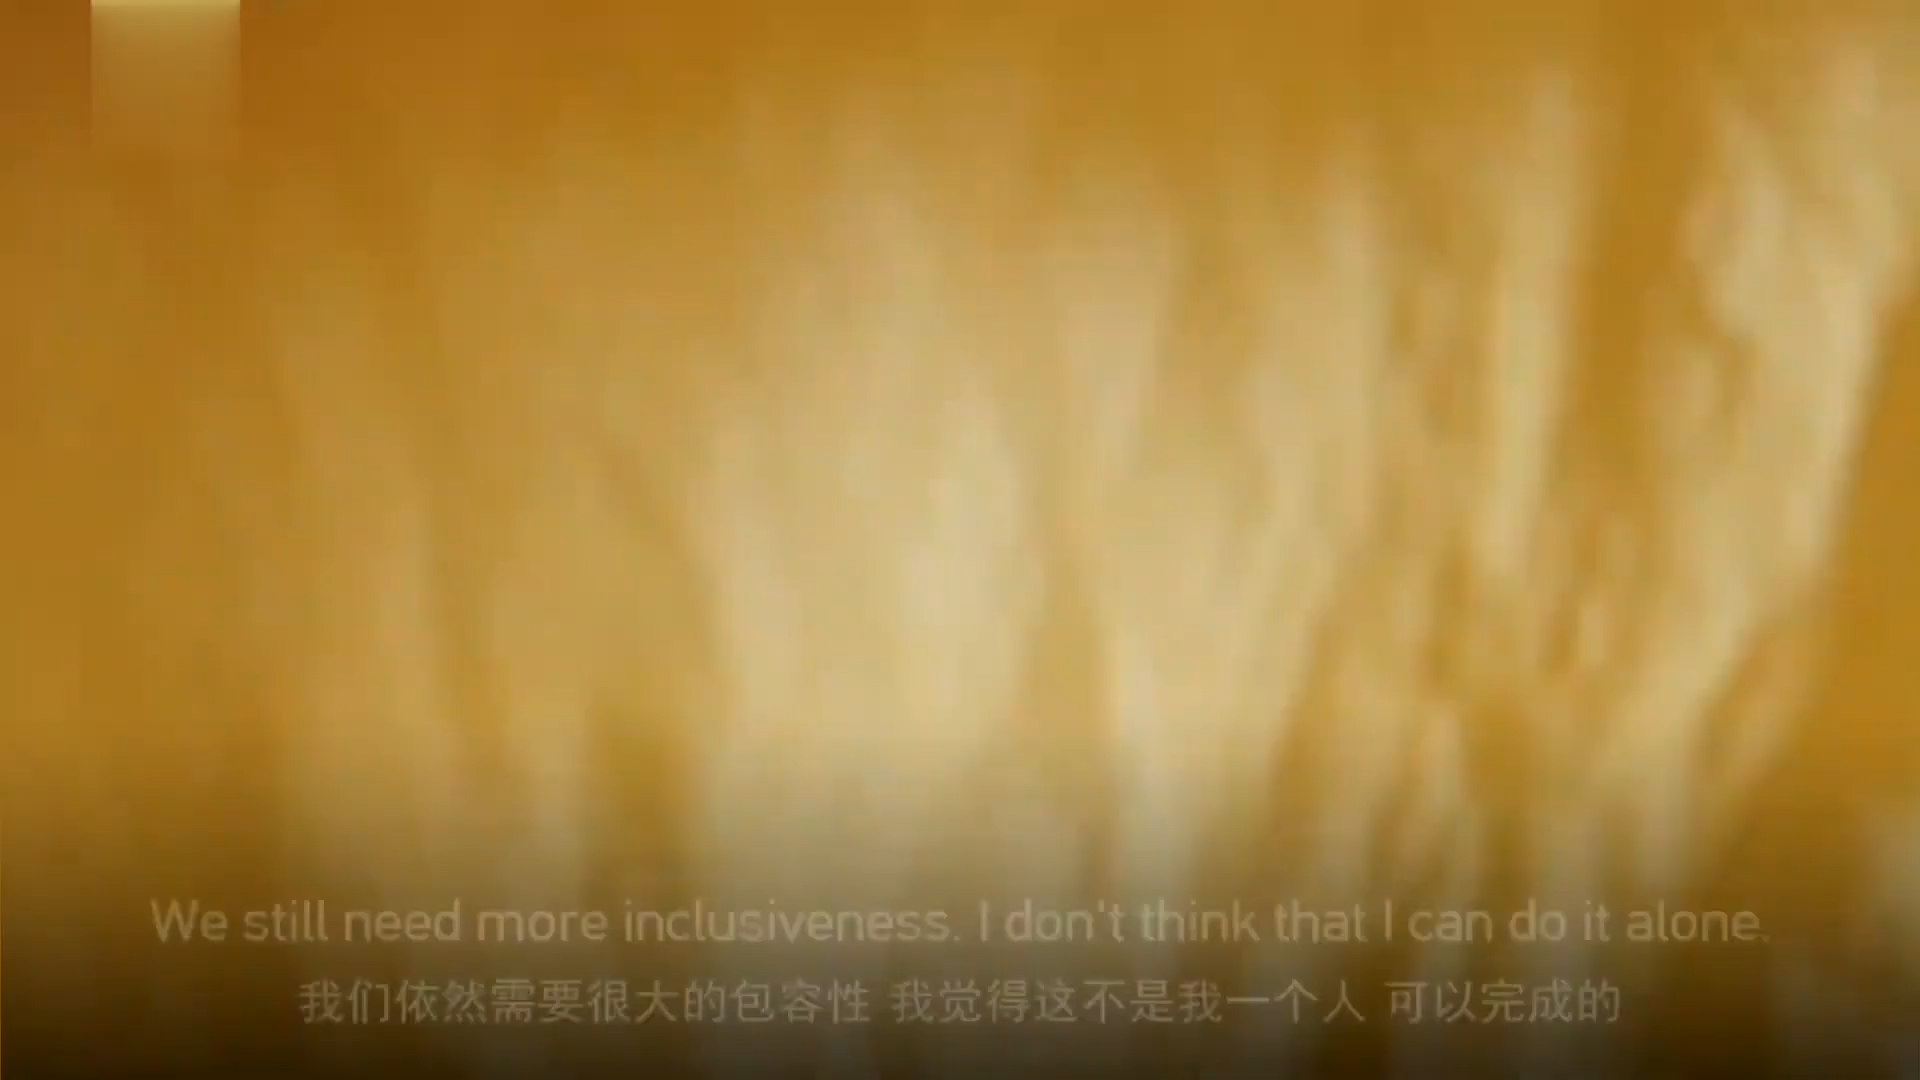 We still need more inclusiveness. I don't think that I can do it alone.
我们依然需要很大的包容性 我觉得这不是我一个人 可以完成的